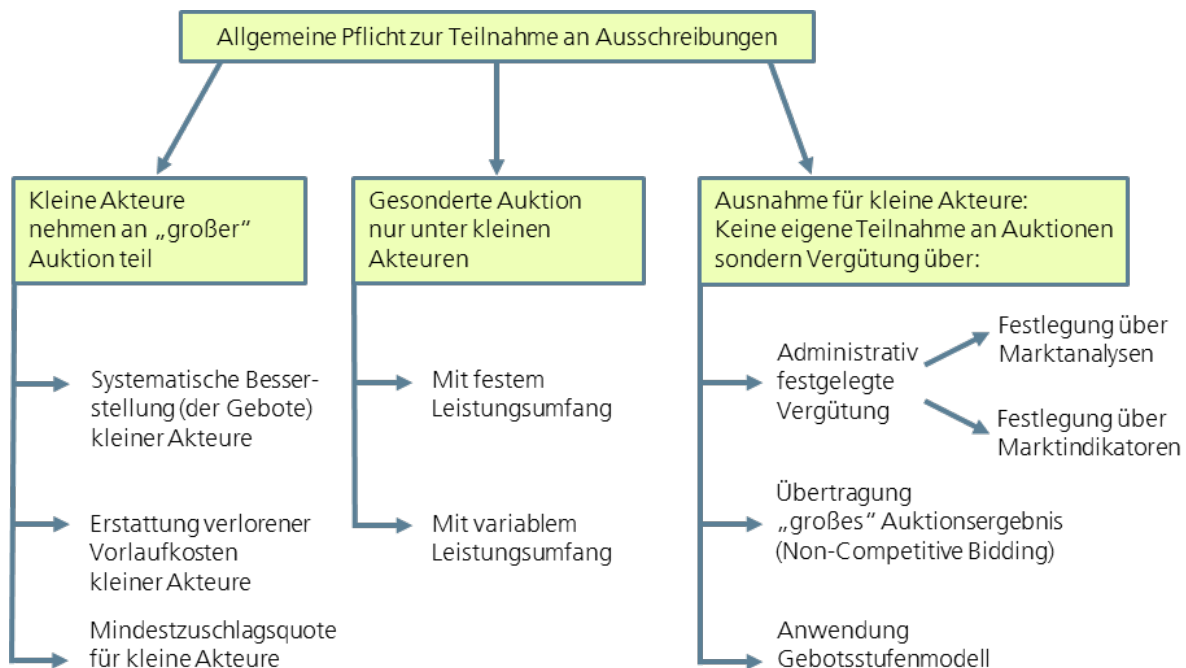 Allgemeine Pflicht zur Teilnahme an Ausschreibungen
Kleine Akteure
nehmen an „großer“
Auktion teil
Systematische Besser-
stellung (der Gebote)
kleiner Akteure
Erstattung verlorener
Vorlaufkosten
kleiner Akteure
Mindestzuschlagsquote
für kleine Akteure
Gesonderte Auktion
nur unter kleinen
Akteuren
Mit festem
Leistungsumfang
Mit variablem
Leistungsumfang
Ausnahme für kleine Akteure:
Keine eigene Teilnahme an Auktionen
sondern Vergütung über:
Administrativ
festgelegte
Vergütung
Festlegung über
Marktanalysen
Festlegung über
Marktindikatoren
Übertragung
„großes“ Auktionsergebnis
(Non-Competitive Bidding)
Anwendung
Gebotsstufenmodell